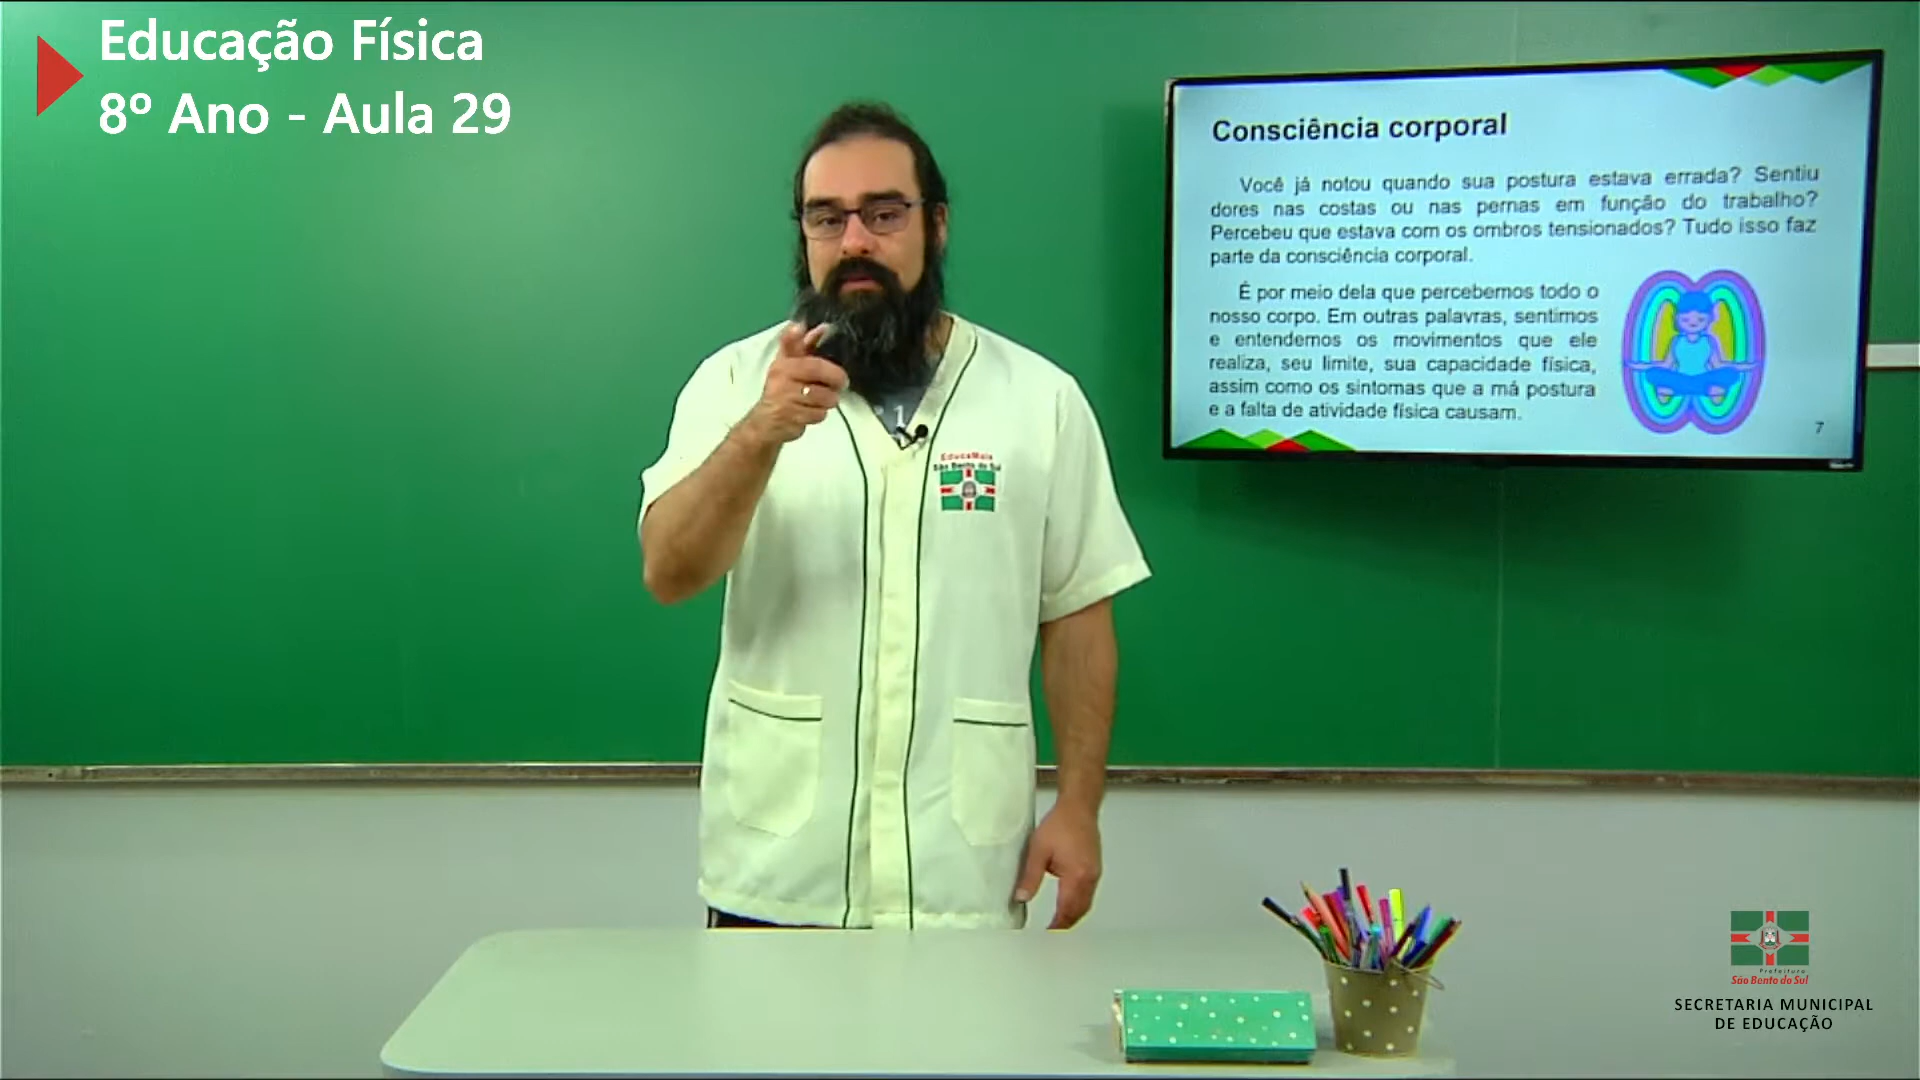 Educação Física
8º Ano - Aula 29
Consciência corporal
Você já notou quando sua postura estava errada? Sentiu
dores nas costas ou nas pernas em função do trabalho?
Percebeu que estava com os ombros tensionados? Tudo isso faz
parte da consciência corporal.
É por meio dela que percebemos todo o
nosso corpo. Em outras palavras, sentimos
e entendemos os movimentos que ele
realiza, seu limite, sua capacidade física,
assim como os sintomas que a má postura
e a falta de atividade física causam.
7
1
EducaMais
São Bento do Sul
Prefeitura
São Bento do Sul
SECRETARIA MUNICIPAL
DE EDUCAÇÃO